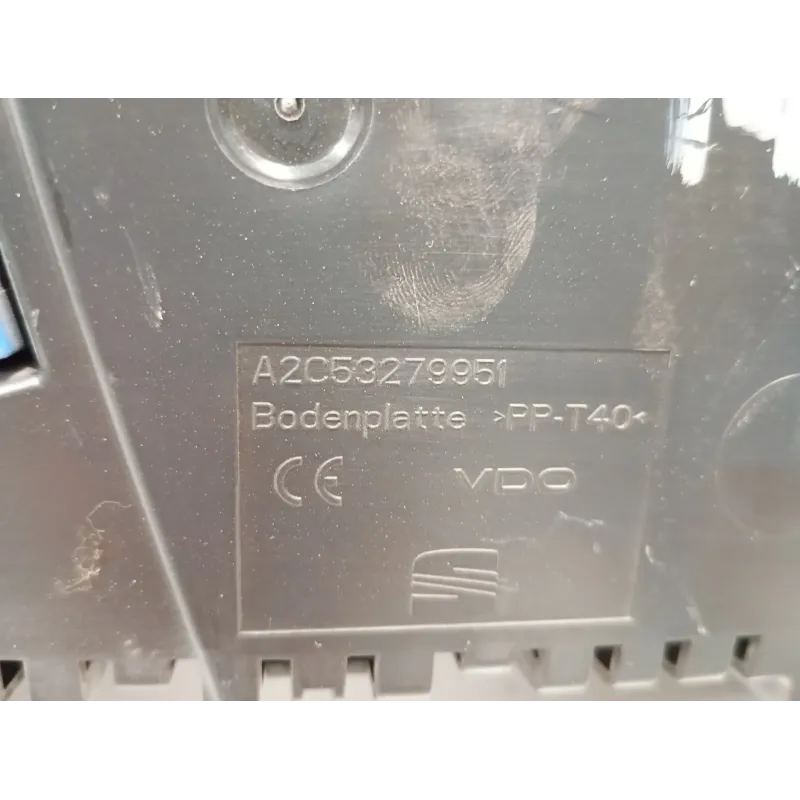 A2C53279951
Bodenplatte >PP-T40<
CE VDO